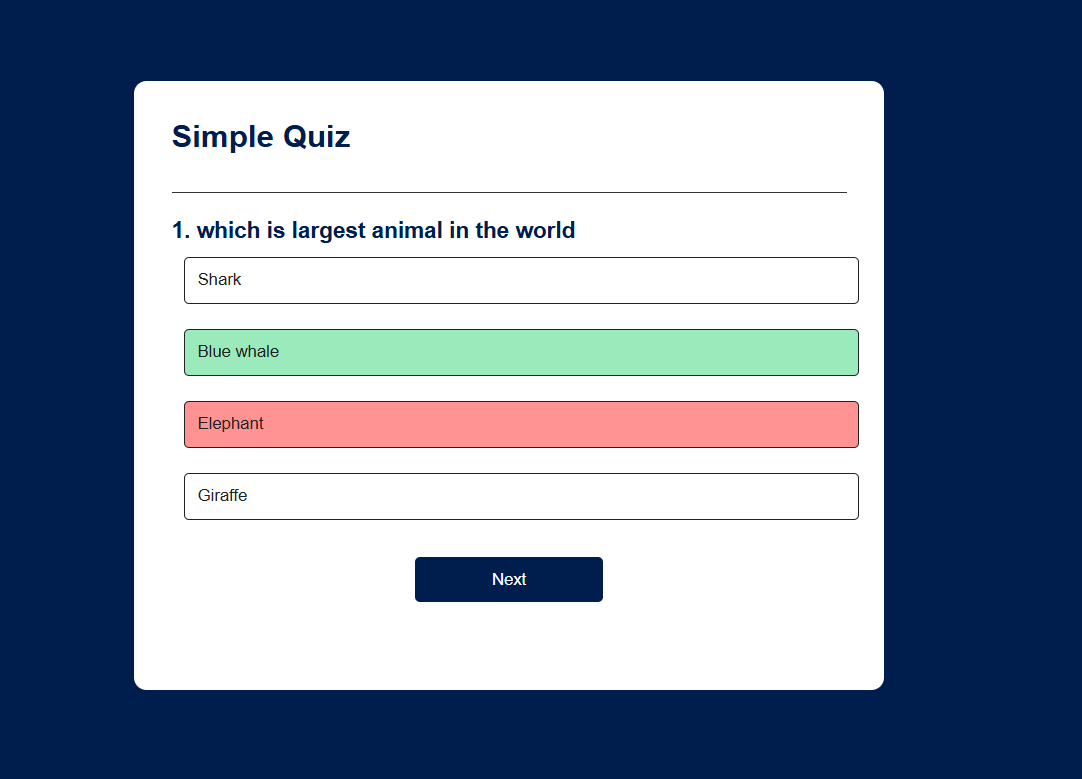 Simple Quiz
1. which is largest animal in the world
Shark
Blue whale
Elephant
Giraffe
Next